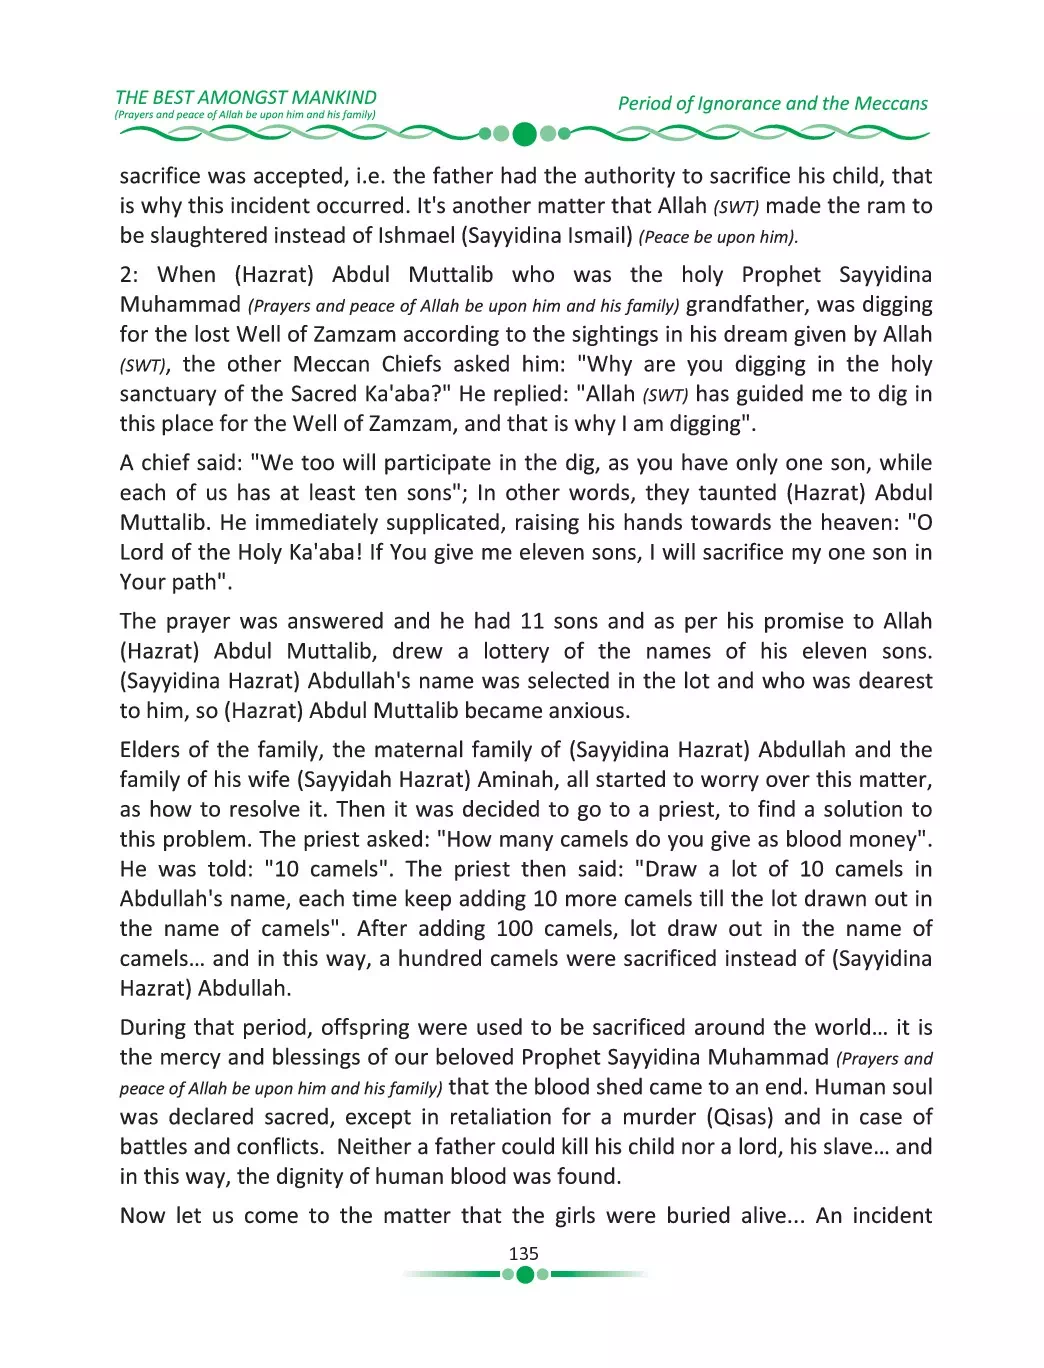 THE BEST AMONGST MANKIND
(Prayers and peace of Allah be upon him and his family)
Period of Ignorance and the Meccans
sacrifice was accepted, i.e. the father had the authority to sacrifice his child, that
is why this incident occurred. It's another matter that Allah (SWT) made the ram to
be slaughtered instead of Ishmael (Sayyidina Ismail) (Peace be upon him).
2: When (Hazrat) Abdul Muttalib who was the holy Prophet Sayyidina
Muhammad (Prayers and peace of Allah be upon him and his family) grandfather, was digging
for the lost Well of Zamzam according to the sightings in his dream given by Allah
(SWT), the other Meccan Chiefs asked him: "Why are you digging in the holy
sanctuary of the Sacred Ka'aba?" He replied: "Allah (SWT) has guided me to dig in
this place for the Well of Zamzam, and that is why I am digging".
A chief said: "We too will participate in the dig, as you have only one son, while
each of us has at least ten sons"; In other words, they taunted (Hazrat) Abdul
Muttalib. He immediately supplicated, raising his hands towards the heaven: "O
Lord of the Holy Ka'aba! If You give me eleven sons, I will sacrifice my one son in
Your path".
The prayer was answered and he had 11 sons and as per his promise to Allah
(Hazrat) Abdul Muttalib, drew a lottery of the names of his eleven sons.
(Sayyidina Hazrat) Abdullah's name was selected in the lot and who was dearest
to him, so (Hazrat) Abdul Muttalib became anxious.
Elders of the family, the maternal family of (Sayyidina Hazrat) Abdullah and the
family of his wife (Sayyidah Hazrat) Aminah, all started to worry over this matter,
as how to resolve it. Then it was decided to go to a priest, to find a solution to
this problem. The priest asked: "How many camels do you give as blood money".
He was told: "10 camels". The priest then said: "Draw a lot of 10 camels in
Abdullah's name, each time keep adding 10 more camels till the lot drawn out in
the name of camels". After adding 100 camels, lot draw out in the name of
camels… and in this way, a hundred camels were sacrificed instead of (Sayyidina
Hazrat) Abdullah.
During that period, offspring were used to be sacrificed around the world… it is
the mercy and blessings of our beloved Prophet Sayyidina Muhammad (Prayers and
peace of Allah be upon him and his family) that the blood shed came to an end. Human soul
was declared sacred, except in retaliation for a murder (Qisas) and in case of
battles and conflicts.  Neither a father could kill his child nor a lord, his slave… and
in this way, the dignity of human blood was found.
Now let us come to the matter that the girls were buried alive... An incident
135